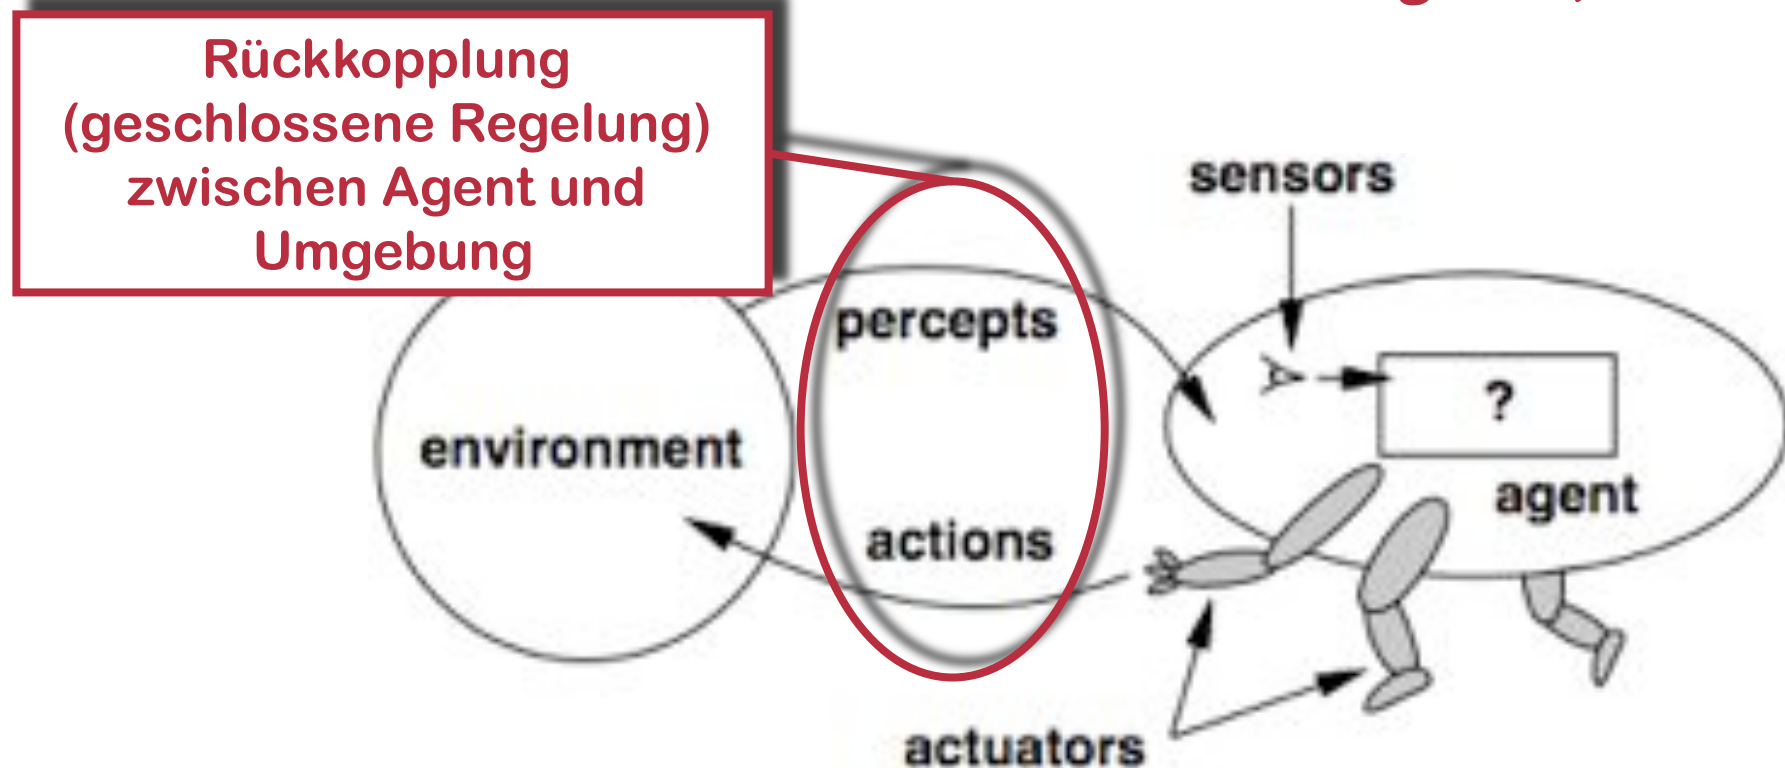 Rückkopplung
(geschlossene Regelung)
zwischen Agent und
Umgebung
sensors
percepts
?
environment
agent
actions
actuators